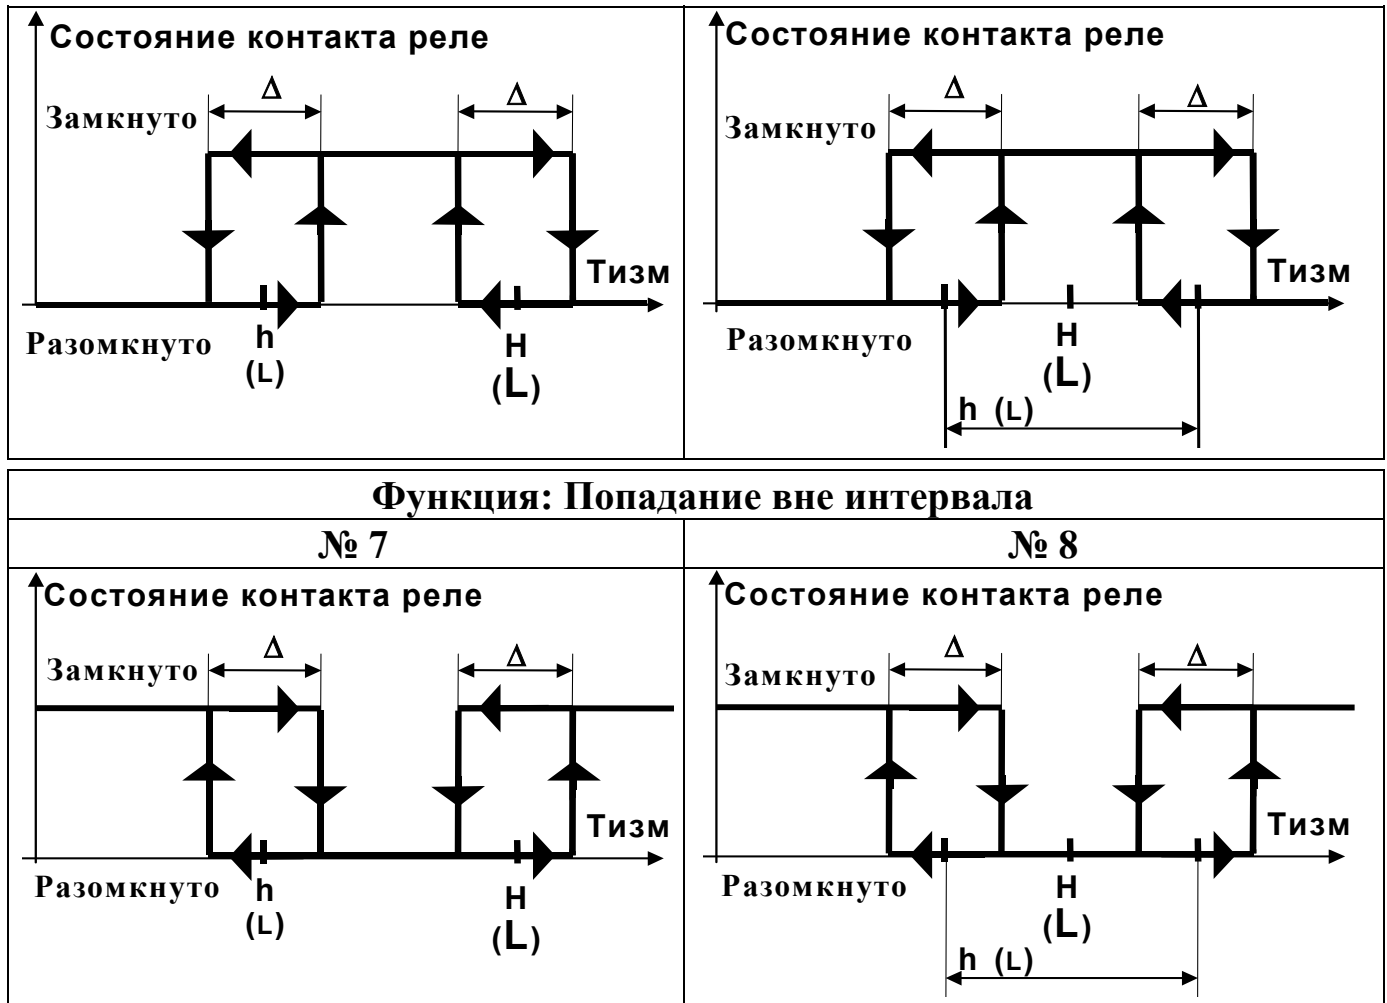 Состояние контакта реле
Δ Δ
Замкнуто
Тизм
Разомкнуто
h
(L)
H
(L)
Состояние контакта реле
Δ Δ
Замкнуто
Тизм
Разомкнуто
H
(L)
h (L)
Функция: Попадание вне интервала
№ 7
№ 8
Состояние контакта реле
Δ Δ
Замкнуто
Тизм
Разомкнуто
h
(L)
H
(L)
Состояние контакта реле
Δ Δ
Замкнуто
Тизм
Разомкнуто
H
(L)
h (L)